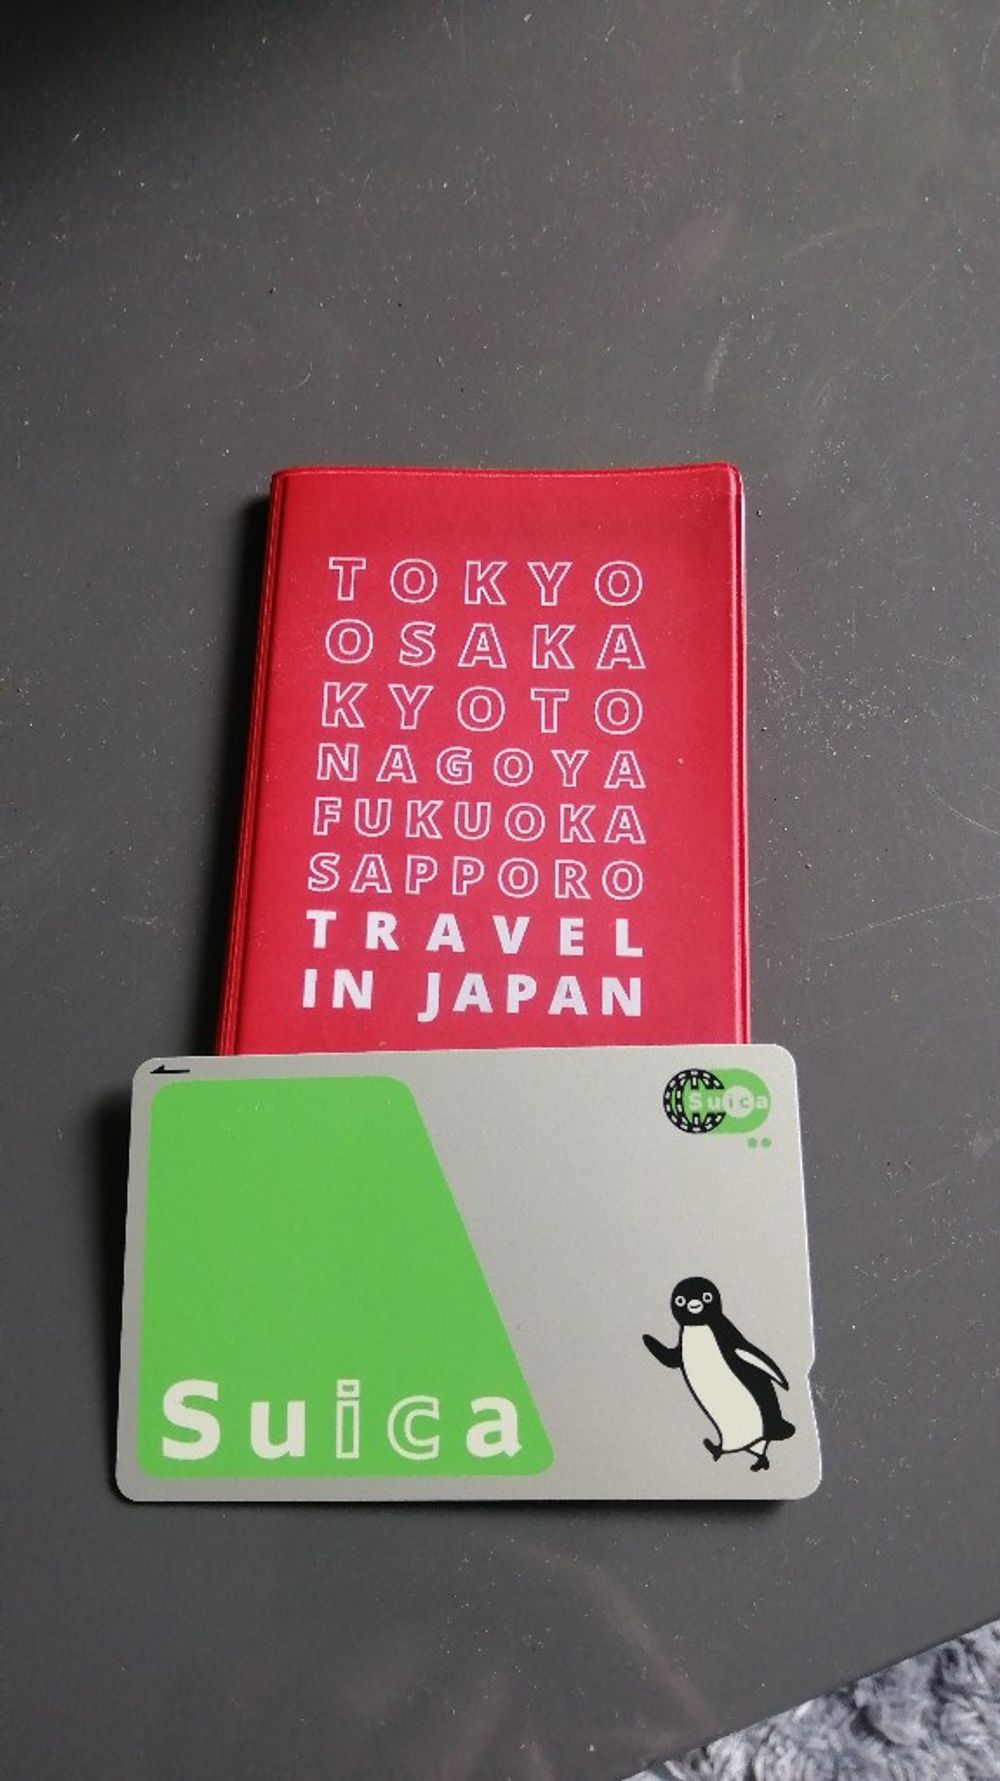 TOKYO
OSAKA
KYOTO
NAGOYA
FUKUOKA
SAPPORO
TRAVEL
IN JAPAN
Suica
Suica